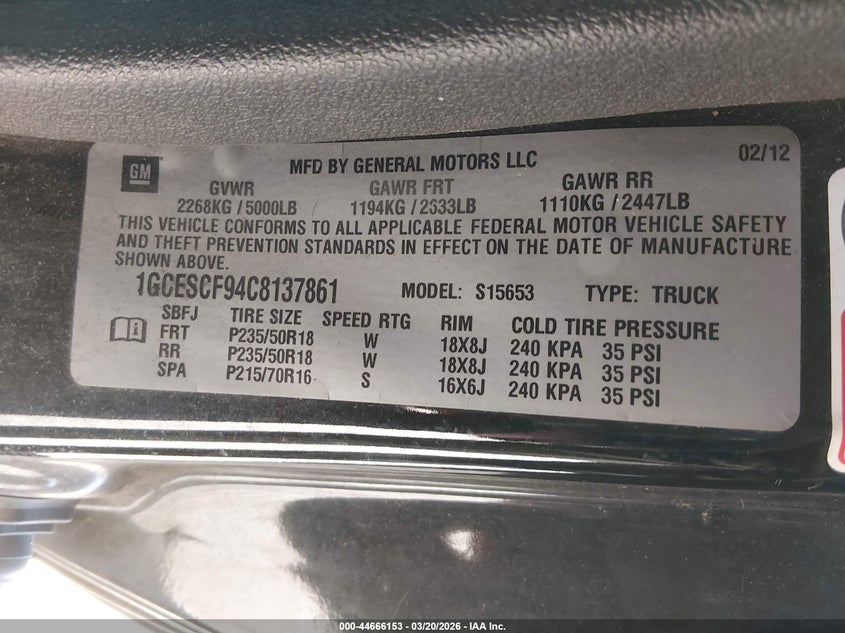 GM
MFD BY GENERAL MOTORS LLC
02/12
GVWR GAWR FRT GAWR RR
2268KG / 5000LB 1194KG / 2633LB 1110KG / 2447LB
THIS VEHICLE CONFORMS TO ALL APPLICABLE FEDERAL MOTOR VEHICLE SAFETY
AND THEFT PREVENTION STANDARDS IN EFFECT ON THE DATE OF MANUFACTURE
SHOWN ABOVE.
1GCESCF94C8137861 MODEL: S15653 TYPE: TRUCK
SBFJ TIRE SIZE SPEED RTG RIM COLD TIRE PRESSURE
FRT P235/50R18 W 18X8J 240 KPA 35 PSI
RR P235/50R18 W 18X8J 240 KPA 35 PSI
SPA P215/70R16 S 16X6J 240 KPA 35 PSI
000-44666153 — 03/20/2026 — IAA Inc.